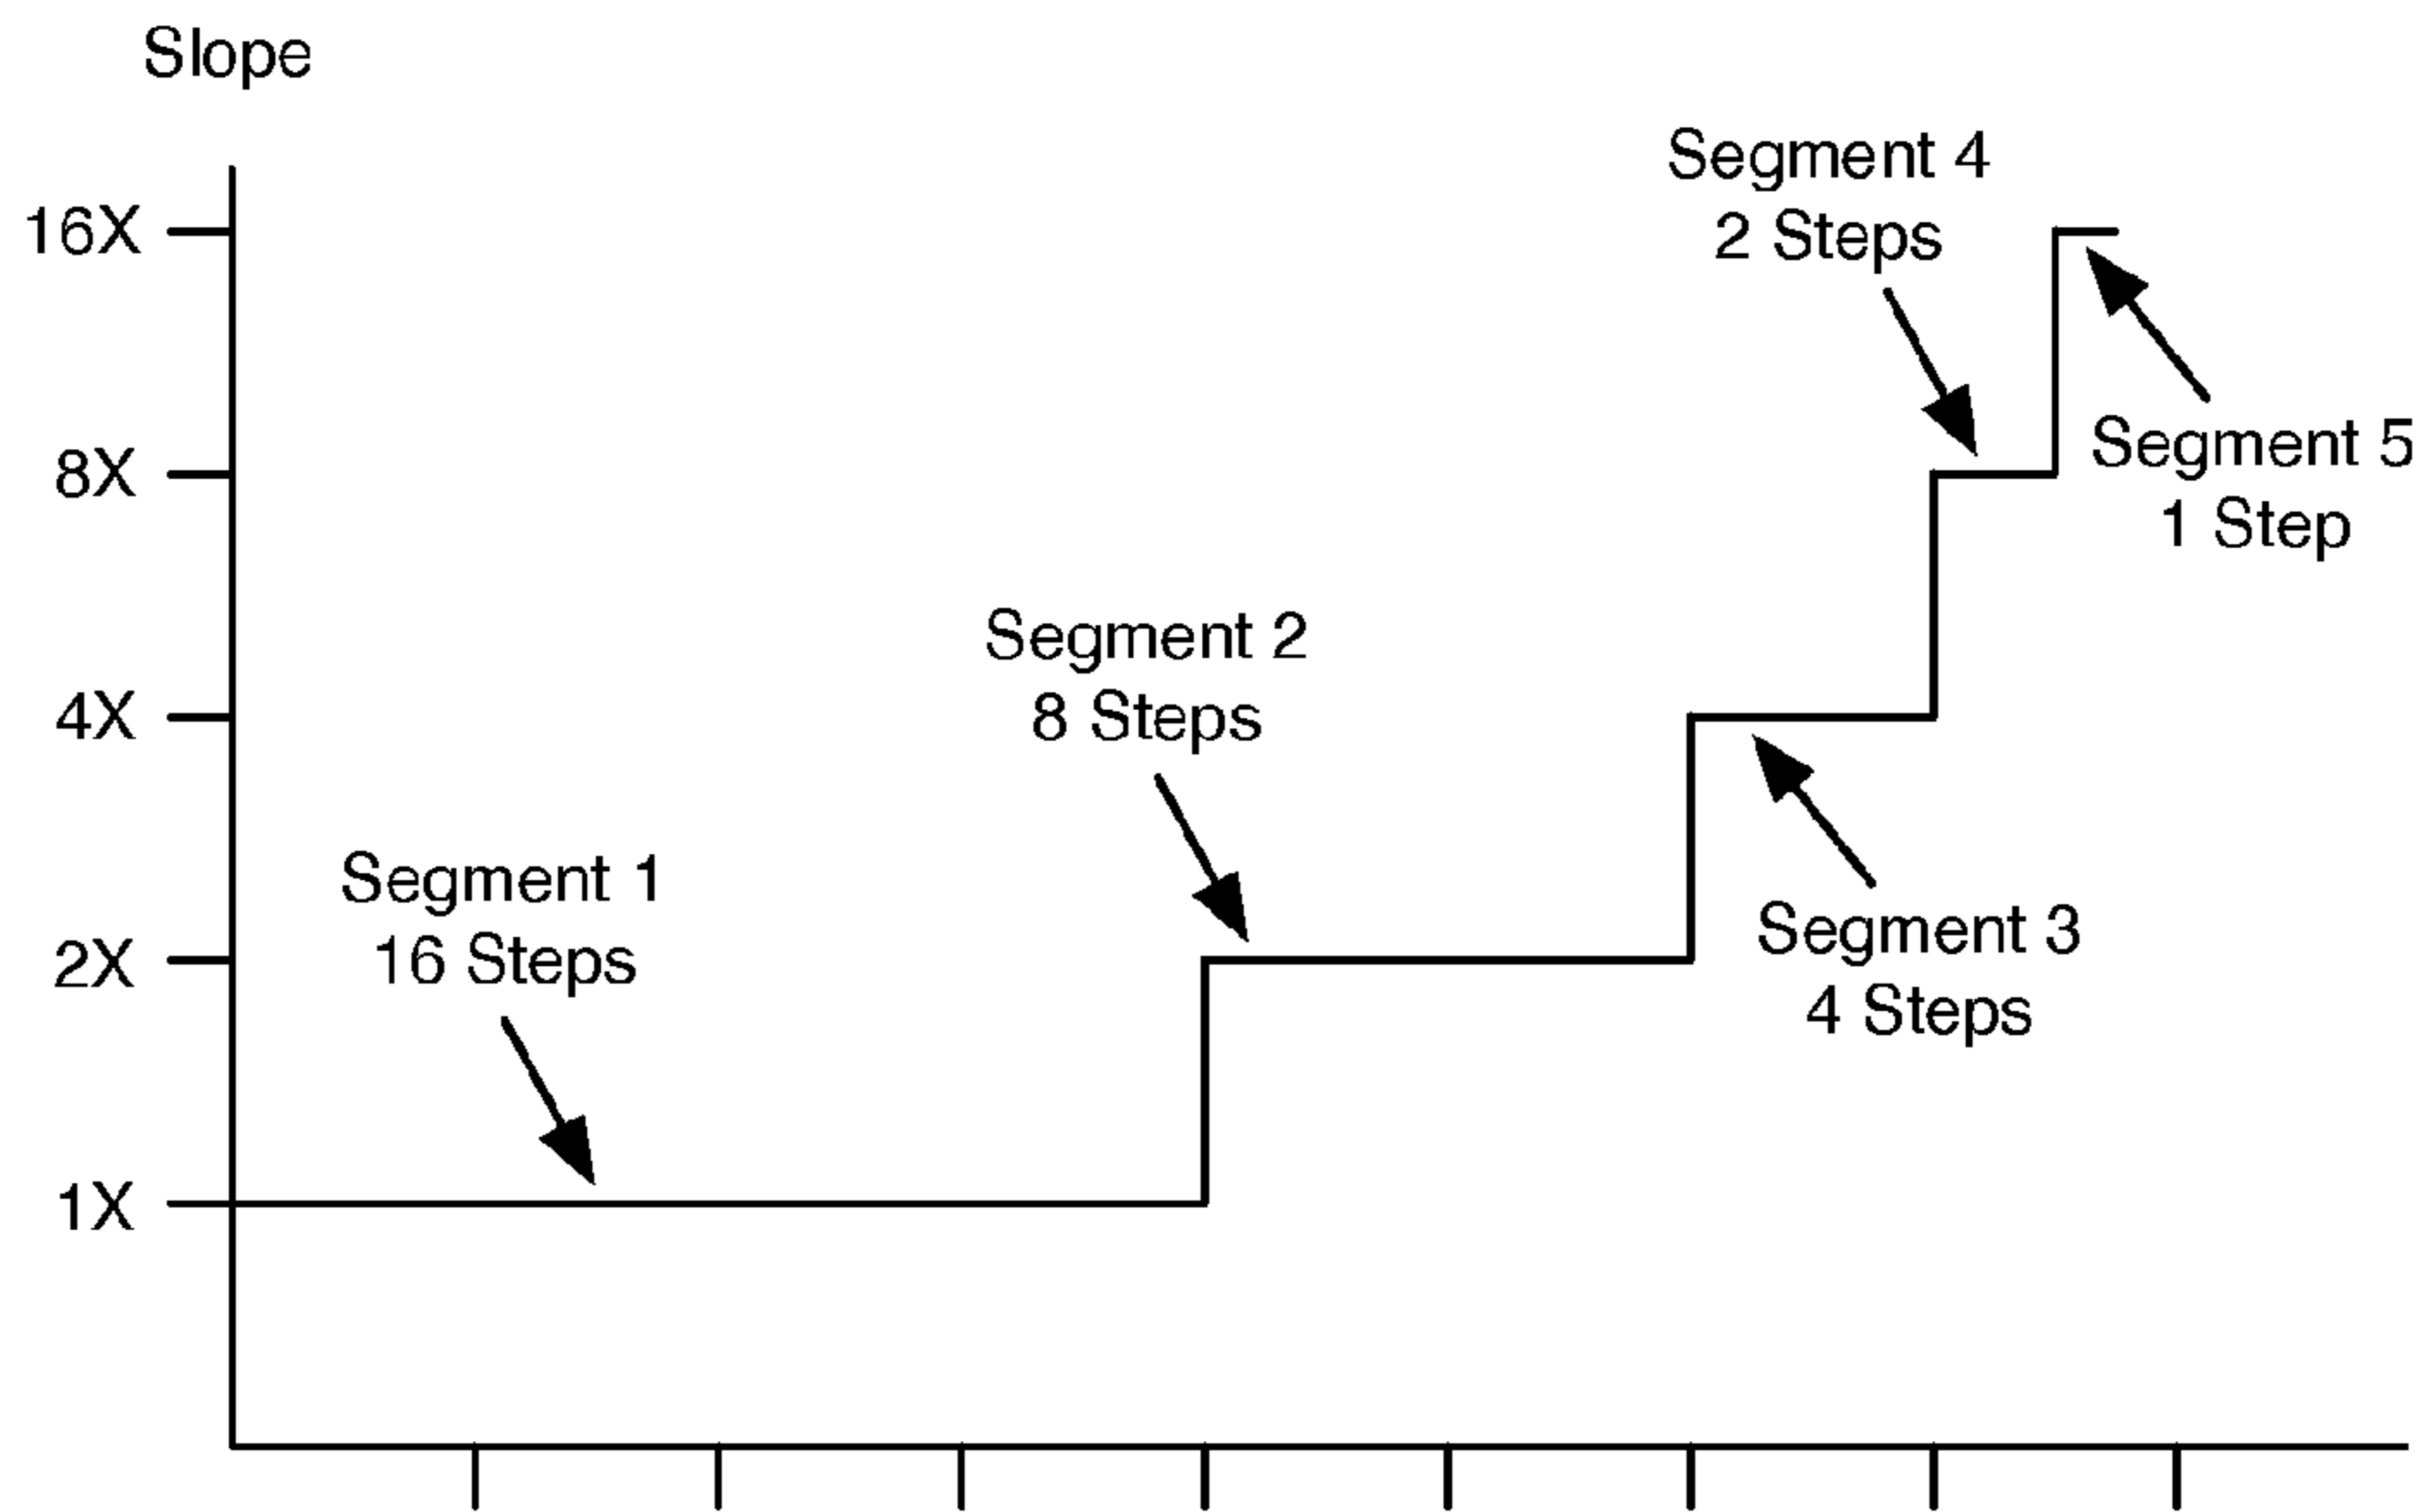 Slope
16X
8X
4X
2X
1X
Segment 1
16 Steps
Segment 2
8 Steps
Segment 3
4 Steps
Segment 4
2 Steps
Segment 5
1 Step